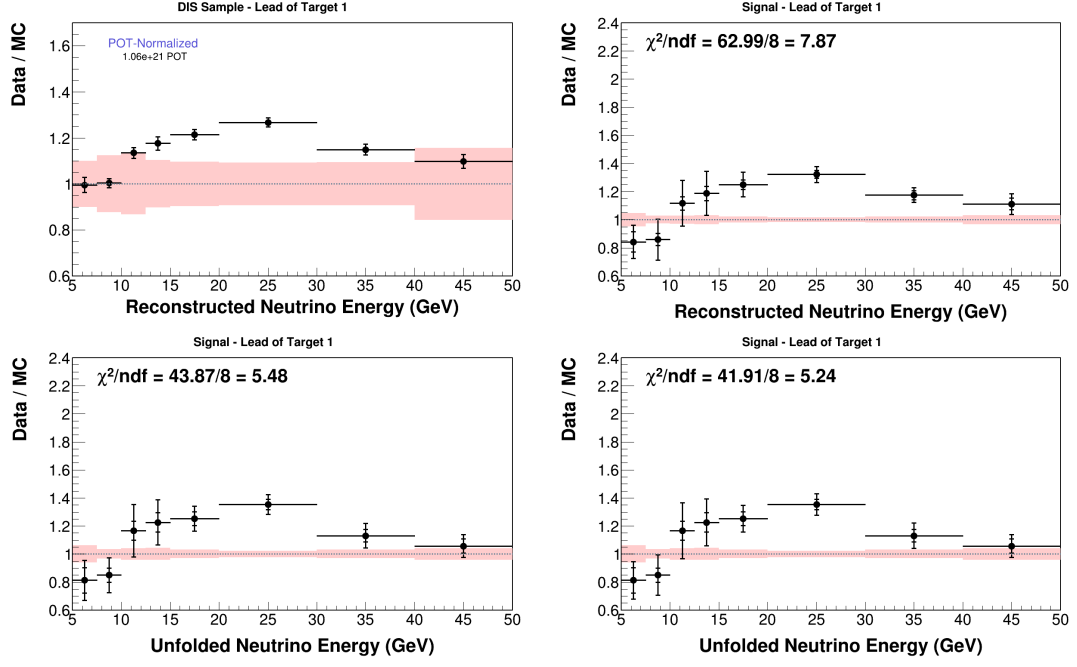 DIS Sample - Lead of Target 1
Data / MC
POT-Normalized
1.06e+21 POT
1.6
1.4
1.2
1
0.8
0.6
5 10 15 20 25 30 35 40 45 50
Reconstructed Neutrino Energy (GeV)
Signal - Lead of Target 1
Data / MC
χ²/ndf = 62.99/8 = 7.87
2.4
2.2
2
1.8
1.6
1.4
1.2
1
0.8
0.6
5 10 15 20 25 30 35 40 45 50
Reconstructed Neutrino Energy (GeV)
Signal - Lead of Target 1
Data / MC
χ²/ndf = 43.87/8 = 5.48
2.4
2.2
2
1.8
1.6
1.4
1.2
1
0.8
0.6
5 10 15 20 25 30 35 40 45 50
Unfolded Neutrino Energy (GeV)
Signal - Lead of Target 1
Data / MC
χ²/ndf = 41.91/8 = 5.24
2.4
2.2
2
1.8
1.6
1.4
1.2
1
0.8
0.6
5 10 15 20 25 30 35 40 45 50
Unfolded Neutrino Energy (GeV)